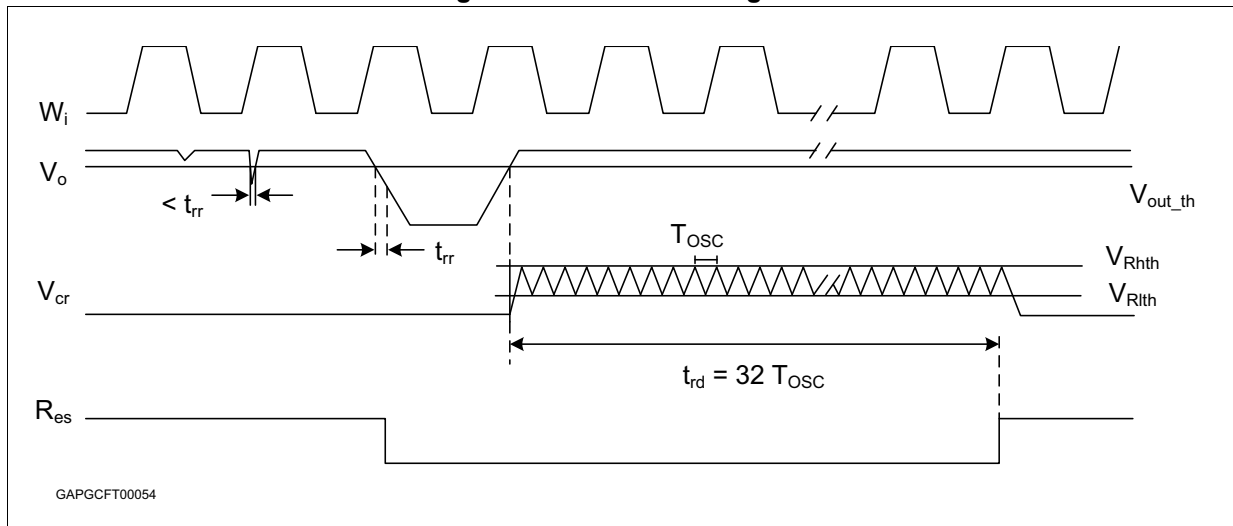 Wi
Vo
< trr
Vout_th
trr
TOSC
VRhth
Vcr
VRlth
trd = 32 TOSC
Res
GAPGCFT00054